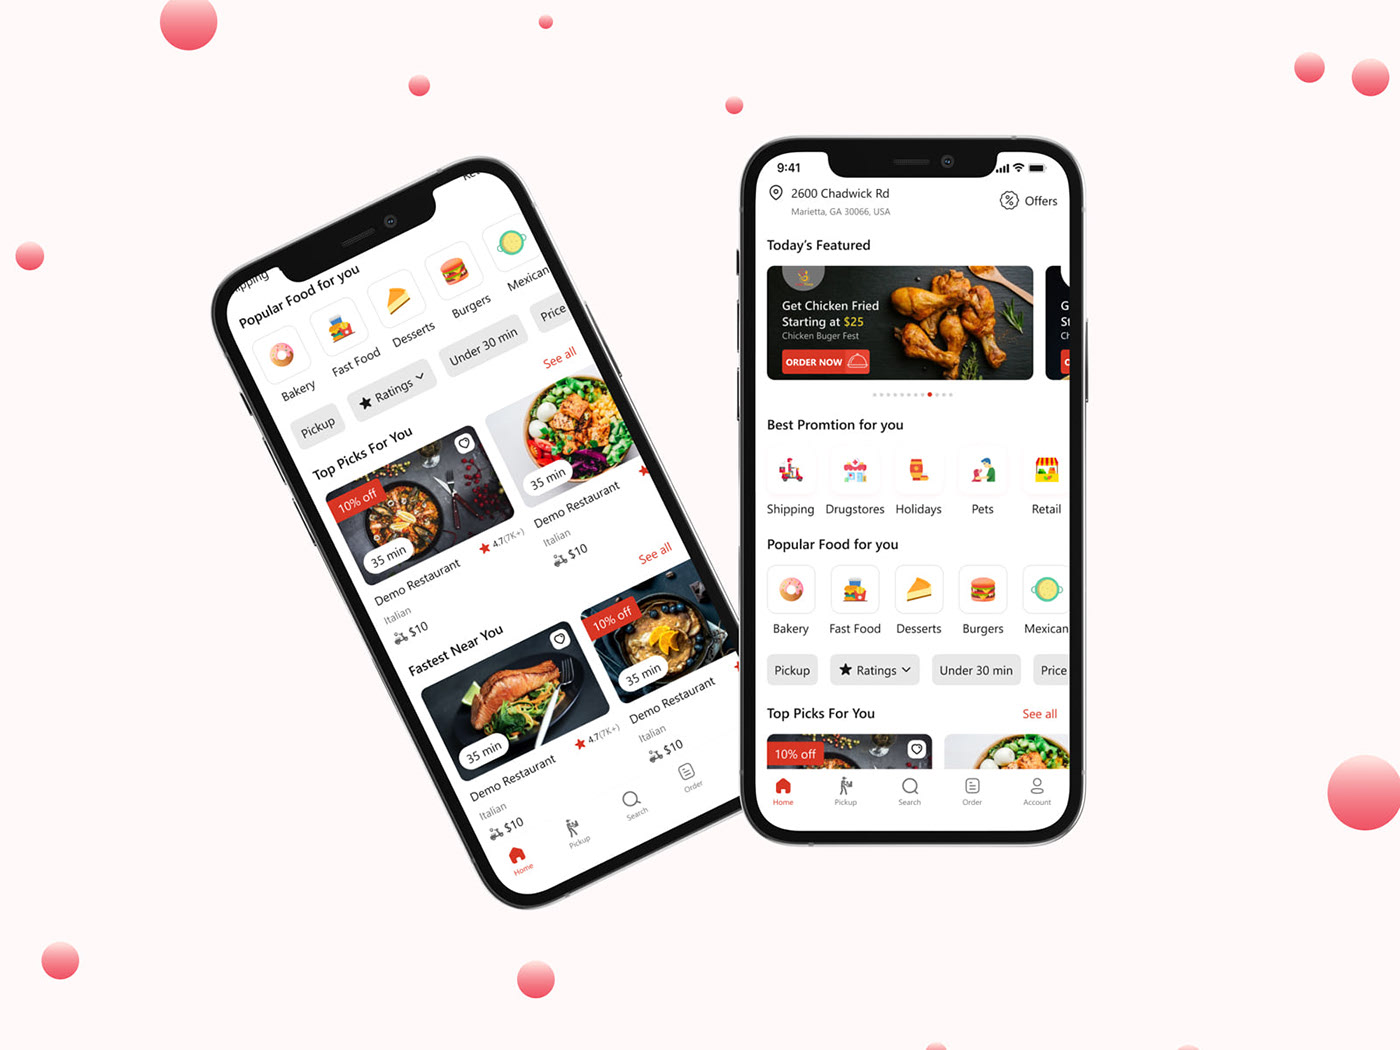 ipping
Popular Food for you
Bakery
Fast Food
Desserts
Burgers
Mexican
Pickup
Ratings
Under 30 min
Price
See all
Top Picks For You
10% off
35 min
35 min
Demo Restaurant
4.7(7K+)
Italian
$10
Demo Restaurant
Italian
$10
See all
Fastest Near You
10% off
35 min
35 min
Demo Restaurant
4.7(7K+)
Italian
$10
Demo Restaurant
Italian
$10
Home
Pickup
Search
Order
9:41
2600 Chadwick Rd
Marietta, GA 30066, USA
Offers
Today's Featured
Get Chicken Fried
Starting at $25
Chicken Buger Fest
ORDER NOW
G
St
Best Promtion for you
Shipping
Drugstores
Holidays
Pets
Retail
Popular Food for you
Bakery
Fast Food
Desserts
Burgers
Mexican
Pickup
Ratings
Under 30 min
Price
Top Picks For You
See all
10% off
Home
Pickup
Search
Order
Account